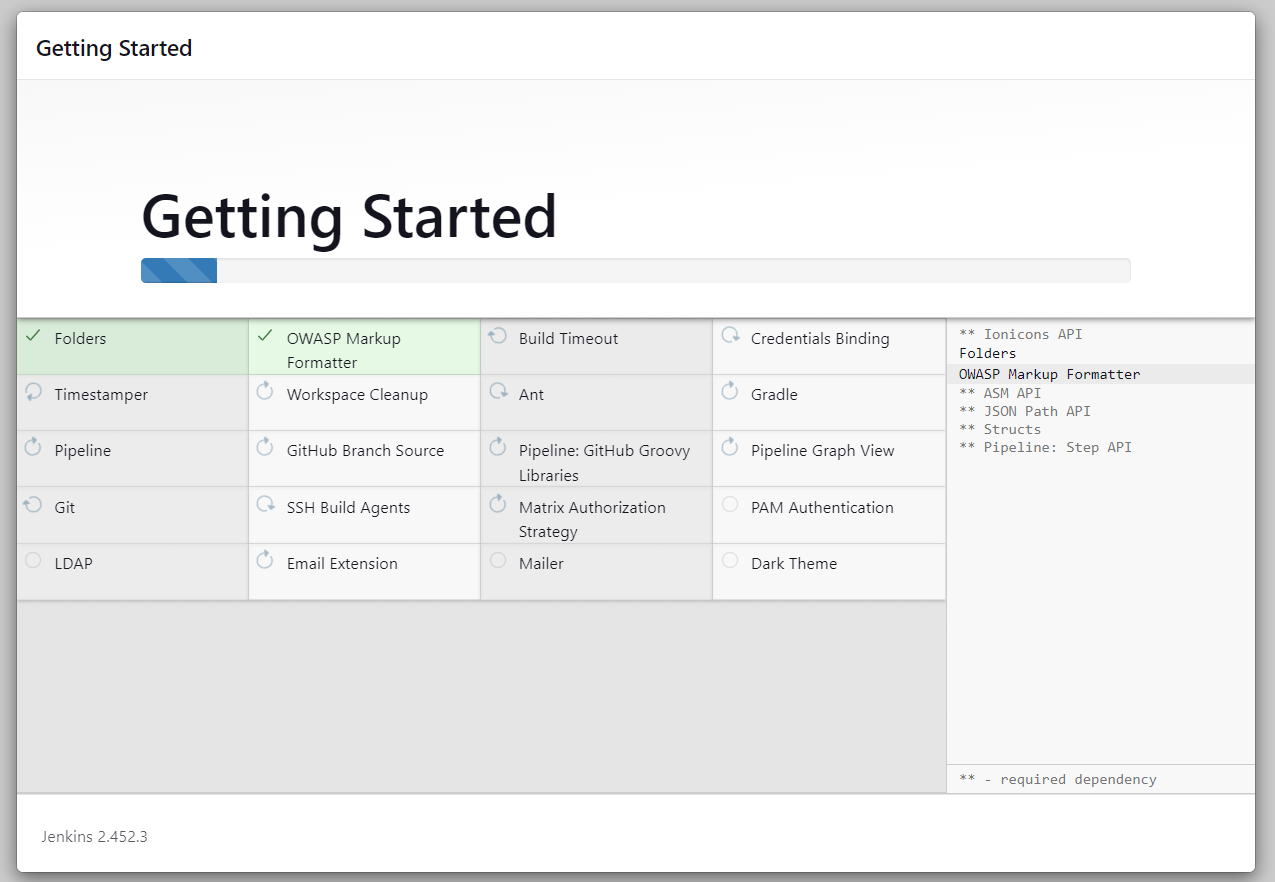 Getting Started
Getting Started
Folders
OWASP Markup
Formatter
Build Timeout
Credentials Binding
Timestamper
Workspace Cleanup
Ant
Gradle
Pipeline
GitHub Branch Source
Pipeline: GitHub Groovy
Libraries
Pipeline Graph View
Git
SSH Build Agents
Matrix Authorization
Strategy
PAM Authentication
LDAP
Email Extension
Mailer
Dark Theme
** Ionicons API
Folders
OWASP Markup Formatter
** ASM API
** JSON Path API
** Structs
** Pipeline: Step API
** - required dependency
Jenkins 2.452.3